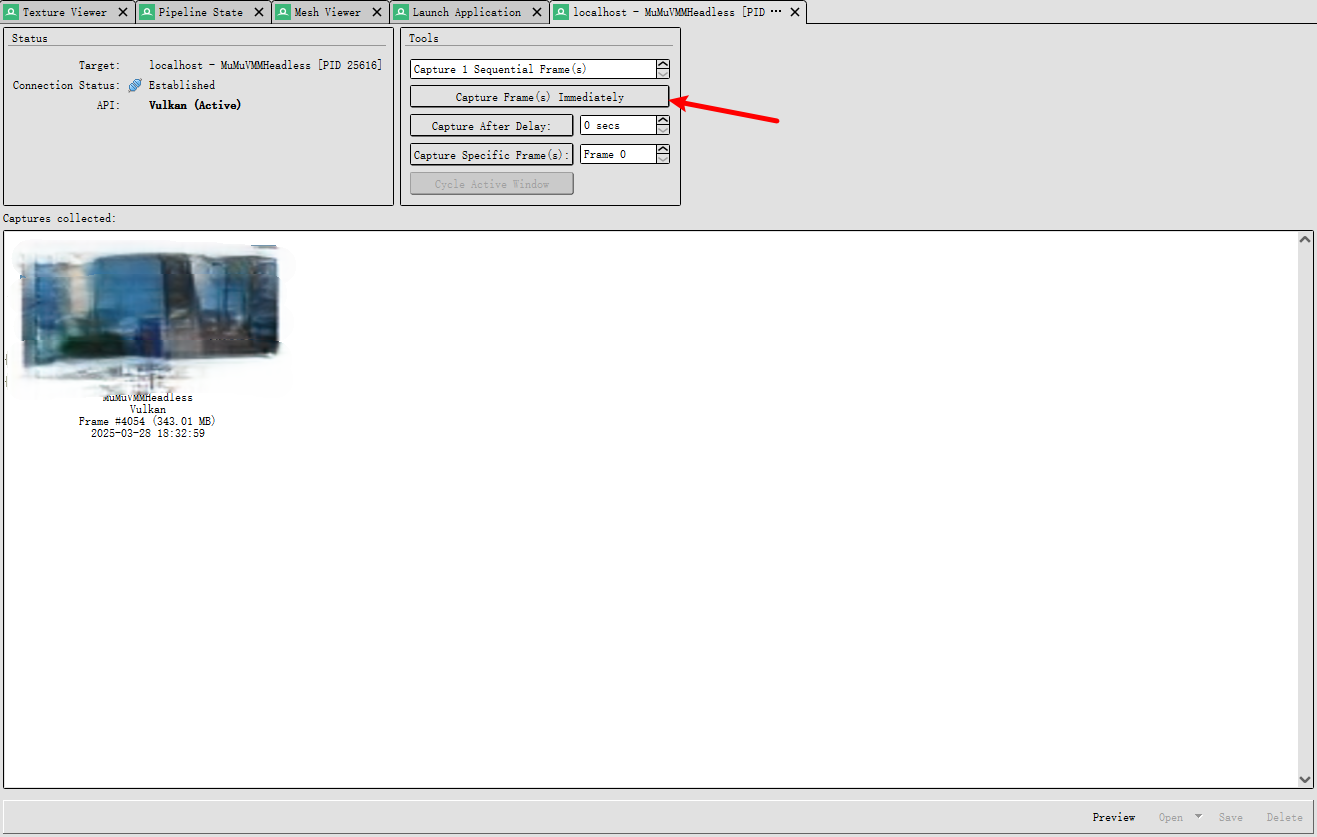 Texture Viewer
Pipeline State
Mesh Viewer
Launch Application
localhost - MuMuVMMHeadless [PID ···
Status
Target: localhost - MuMuVMMHeadless [PID 25616]
Connection Status: Established
API: Vulkan (Active)
Tools
Capture 1 Sequential Frame(s)
Capture Frame(s) Immediately
Capture After Delay: 0 secs
Capture Specific Frame(s): Frame 0
Cycle Active Window
Captures collected:
MuMuVMMHeadless
Vulkan
Frame #4054 (343.01 MB)
2025-03-28 18:32:59
Preview Open Save Delete